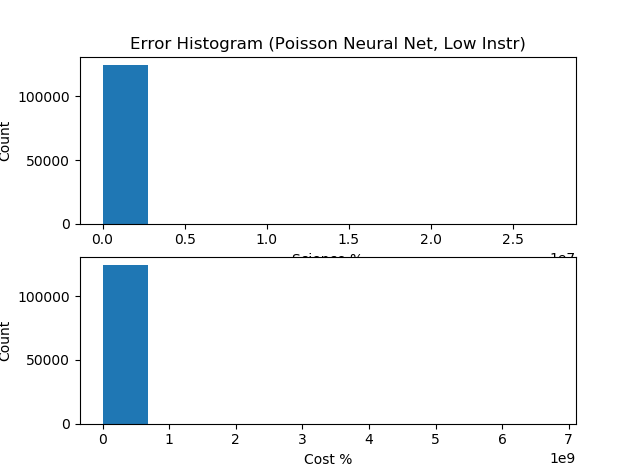 Error Histogram (Poisson Neural Net, Low Instr)
100000
50000
0
Count
0.0 0.5 1.0 1.5 2.0 2.5
Science %
1e7
100000
50000
0
Count
0 1 2 3 4 5 6 7
1e9
Cost %